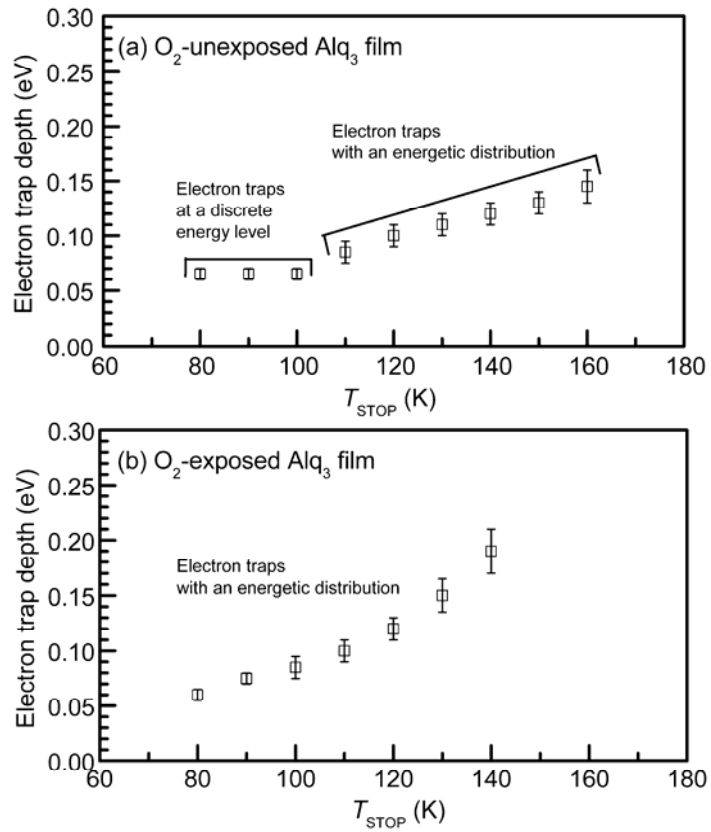 (a) O₂-unexposed Alq₃ film
Electron trap depth (eV)
0.30
0.25
0.20
0.15
0.10
0.05
0.00
Electron traps
with an energetic distribution
Electron traps
at a discrete
energy level
60 80 100 120 140 160 180
T_STOP (K)
(b) O₂-exposed Alq₃ film
Electron trap depth (eV)
0.30
0.25
0.20
0.15
0.10
0.05
0.00
Electron traps
with an energetic distribution
60 80 100 120 140 160 180
T_STOP (K)